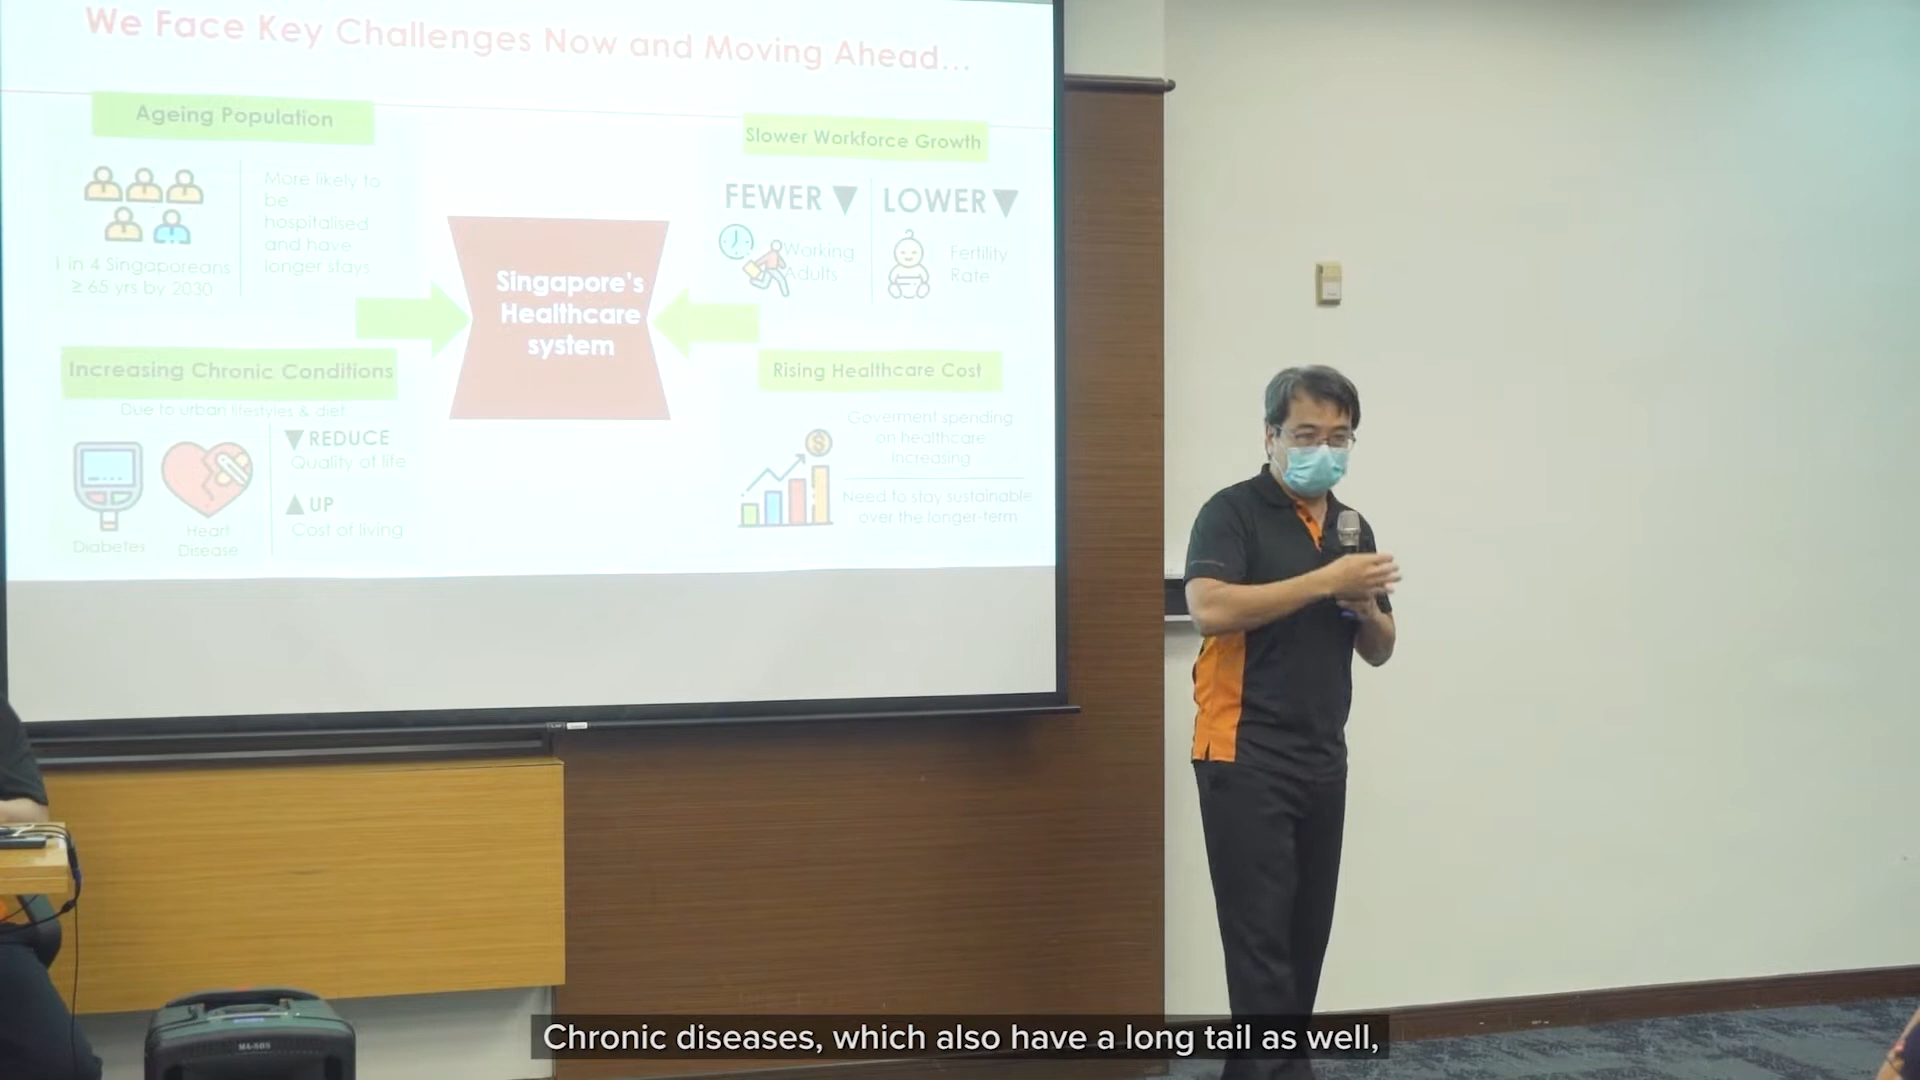 We Face Key Challenges Now and Moving Ahead...
Ageing Population
More likely to
be
hospitalised
and have
longer stays
1 in 4 Singaporeans
≥ 65 yrs by 2030
Increasing Chronic Conditions
Due to urban lifestyles & diet
Diabetes
Heart
Disease
▼ REDUCE
Quality of life
▲ UP
Cost of living
Singapore's
Healthcare
system
Slower Workforce Growth
FEWER ▼
Working
Adults
LOWER ▼
Fertility
Rate
Rising Healthcare Cost
$
Goverment spending
on healthcare
Increasing
Need to stay sustainable
over the longer-term
Chronic diseases, which also have a long tail as well,